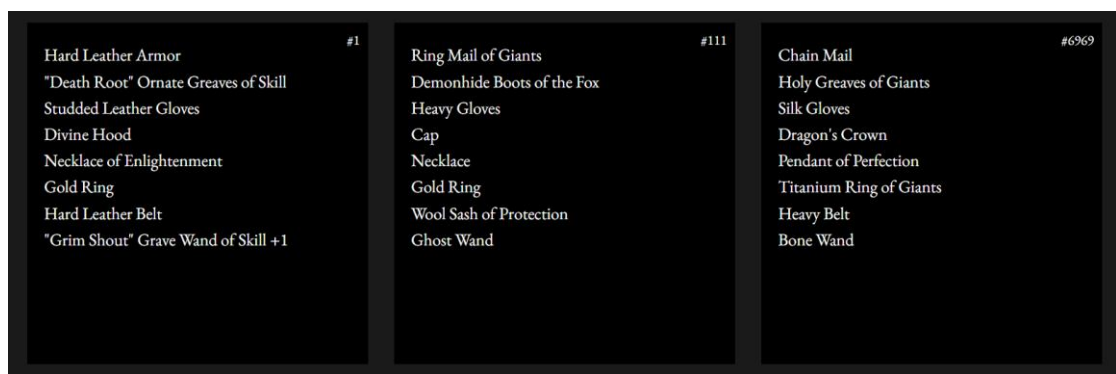 #1
Hard Leather Armor
"Death Root" Ornate Greaves of Skill
Studded Leather Gloves
Divine Hood
Necklace of Enlightenment
Gold Ring
Hard Leather Belt
"Grim Shout" Grave Wand of Skill +1
#111
Ring Mail of Giants
Demonhide Boots of the Fox
Heavy Gloves
Cap
Necklace
Gold Ring
Wool Sash of Protection
Ghost Wand
#6969
Chain Mail
Holy Greaves of Giants
Silk Gloves
Dragon's Crown
Pendant of Perfection
Titanium Ring of Giants
Heavy Belt
Bone Wand